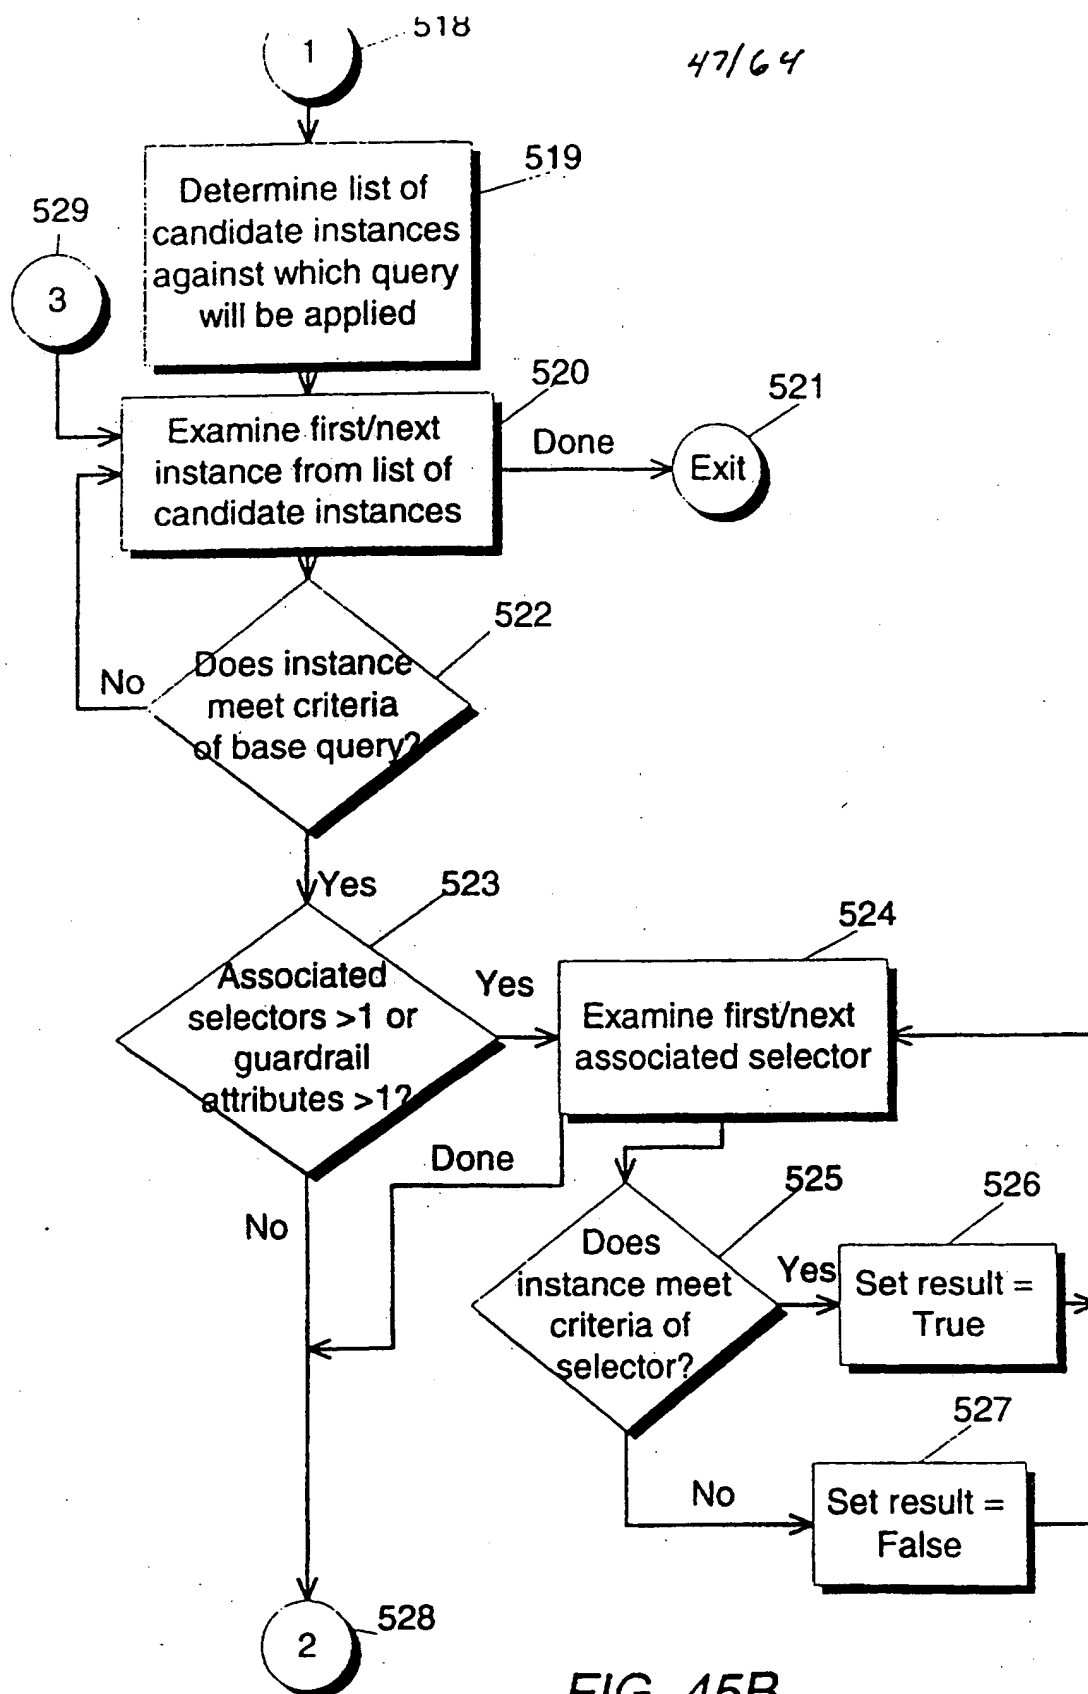 518
1
47/64
519
Determine list of
candidate instances
against which query
will be applied
529
3
520
521
Examine first/next
instance from list of
candidate instances
Done
Exit
522
Does instance
meet criteria
of base query?
No
Yes
523
524
Associated
selectors >1 or
guardrail
attributes >1?
Yes
Examine first/next
associated selector
Done
No
525
526
Does
instance meet
criteria of
selector?
Yes
Set result =
True
527
No
Set result =
False
2
528
FIG. 45B